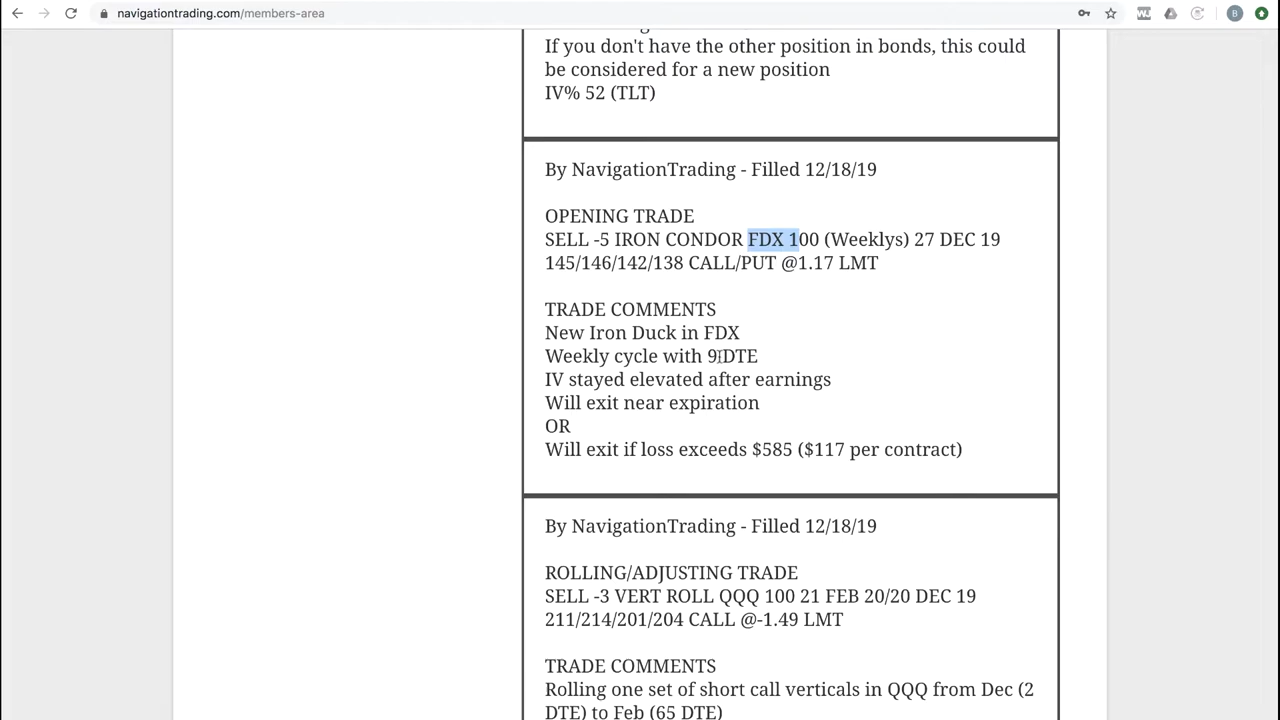 navigationtrading.com/members-area
If you don't have the other position in bonds, this could
be considered for a new position
IV% 52 (TLT)
By NavigationTrading - Filled 12/18/19
OPENING TRADE
SELL -5 IRON CONDOR FDX 100 (Weeklys) 27 DEC 19
145/146/142/138 CALL/PUT @1.17 LMT
TRADE COMMENTS
New Iron Duck in FDX
Weekly cycle with 9 DTE
IV stayed elevated after earnings
Will exit near expiration
OR
Will exit if loss exceeds $585 ($117 per contract)
By NavigationTrading - Filled 12/18/19
ROLLING/ADJUSTING TRADE
SELL -3 VERT ROLL QQQ 100 21 FEB 20/20 DEC 19
211/214/201/204 CALL @-1.49 LMT
TRADE COMMENTS
Rolling one set of short call verticals in QQQ from Dec (2
DTE) to Feb (65 DTE)